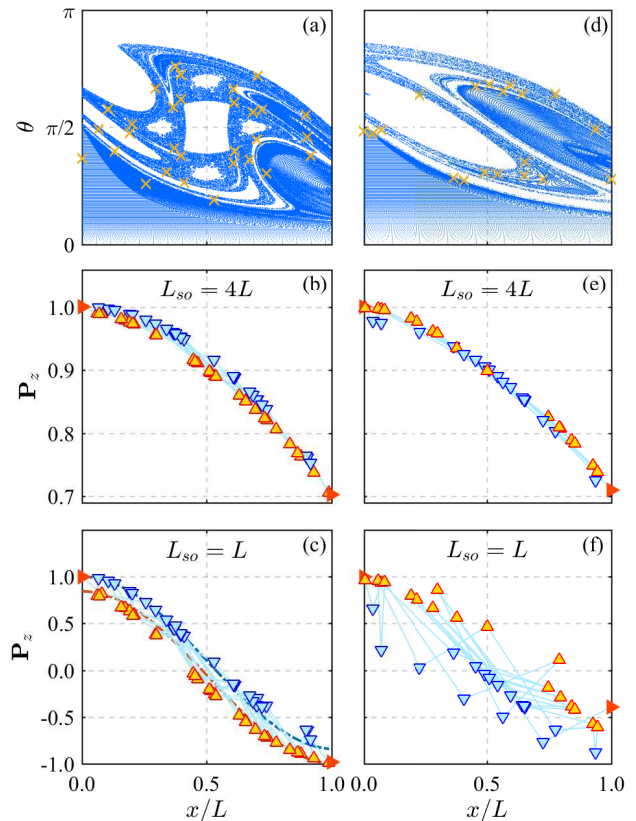 π (a) (d)
θ π/2
0
L_so = 4L (b) L_so = 4L (e)
1.0
0.9
P_z
0.8
0.7
L_so = L (c) L_so = L (f)
1.0
0.5
P_z 0.0
-0.5
-1.0
0.0 0.5 1.0 0.0 0.5 1.0
x/L x/L